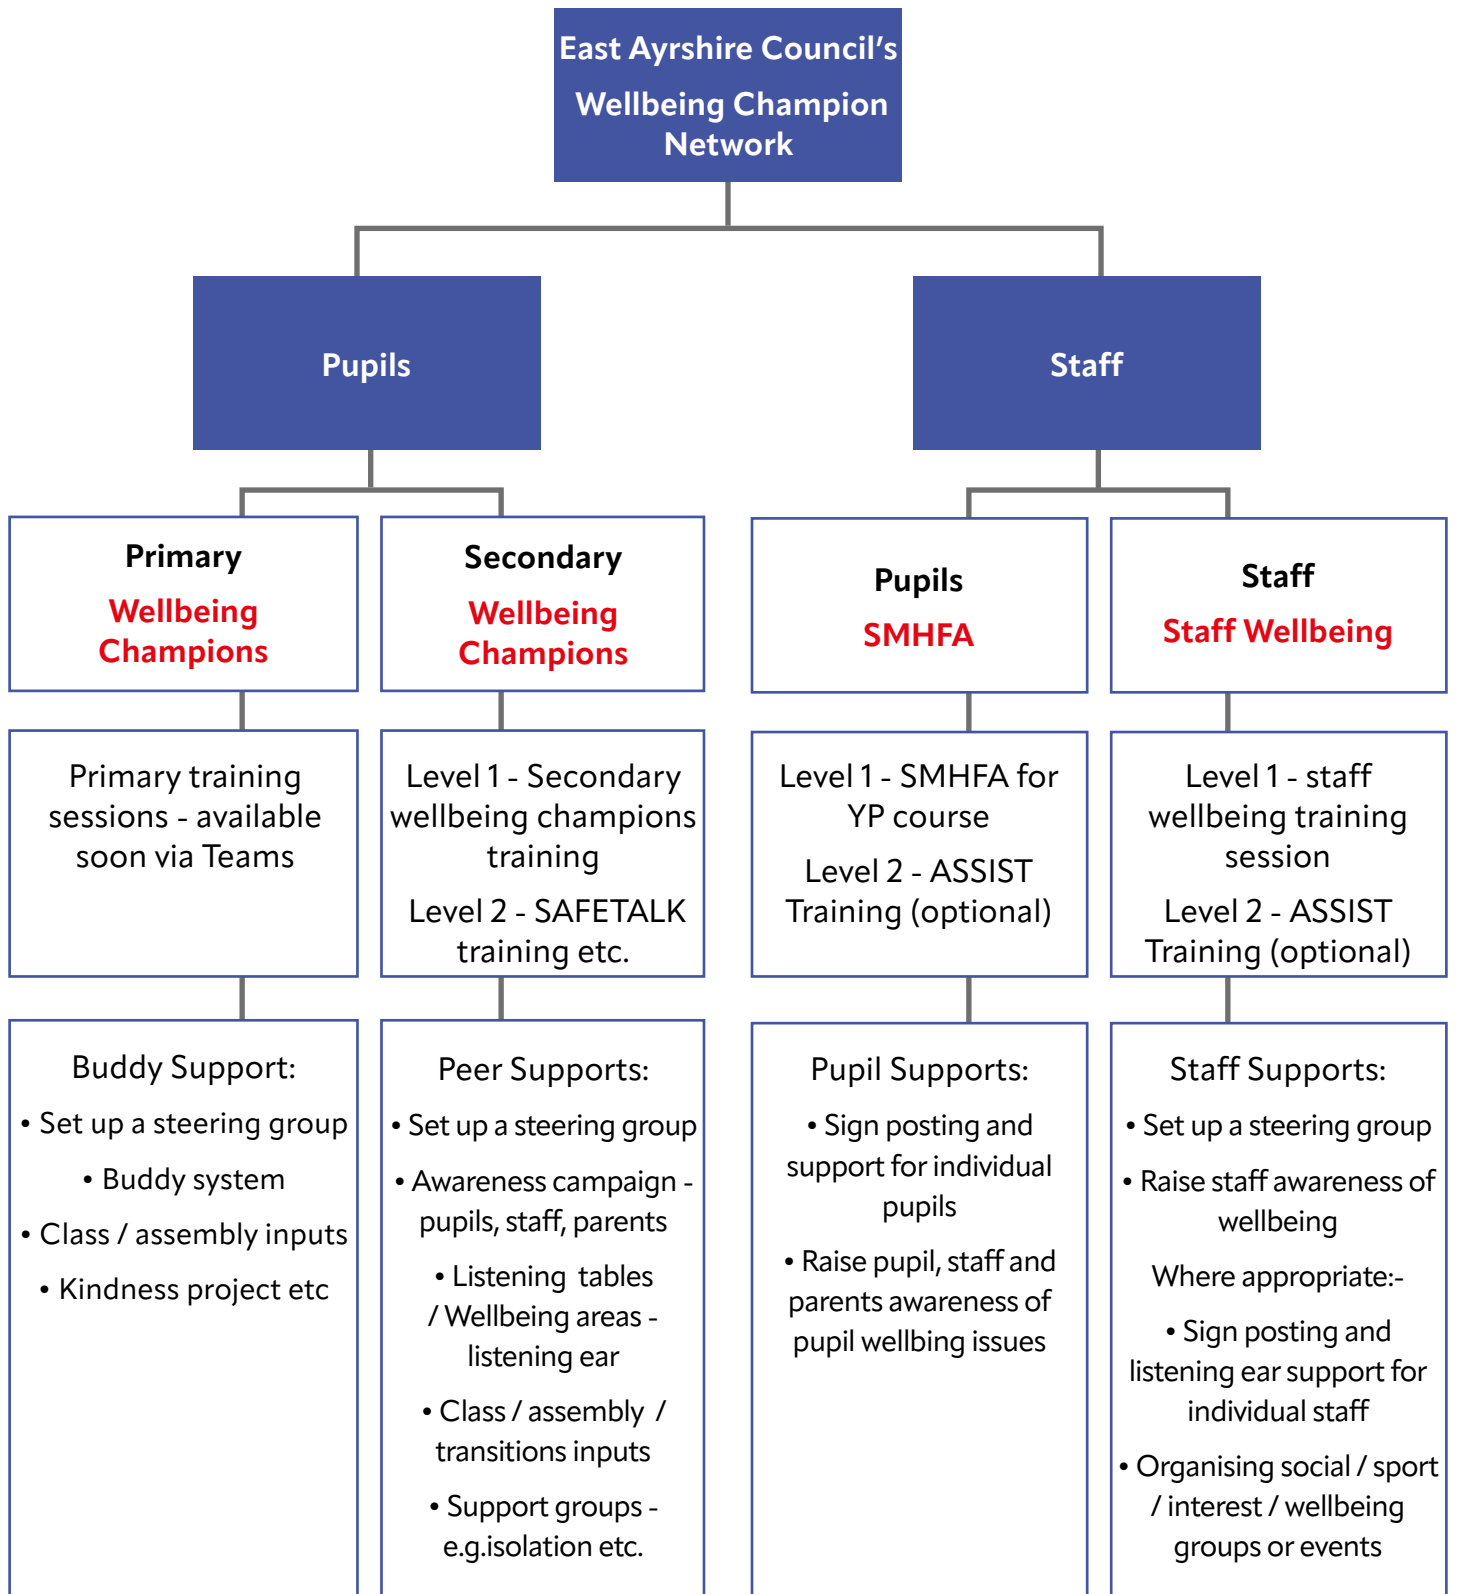 East Ayrshire Council's
Wellbeing Champion
Network
Pupils
Staff
Primary
Wellbeing
Champions
Secondary
Wellbeing
Champions
Pupils
SMHFA
Staff
Staff Wellbeing
Primary training
sessions - available
soon via Teams
Level 1 - Secondary
wellbeing champions
training
Level 2 - SAFETALK
training etc.
Level 1 - SMHFA for
YP course
Level 2 - ASSIST
Training (optional)
Level 1 - staff
wellbeing training
session
Level 2 - ASSIST
Training (optional)
Buddy Support:
• Set up a steering group
• Buddy system
• Class / assembly inputs
• Kindness project etc
Peer Supports:
• Set up a steering group
• Awareness campaign -
pupils, staff, parents
• Listening  tables
/ Wellbeing areas -
listening ear
• Class / assembly  /
transitions inputs
• Support groups -
e.g.isolation etc.
Pupil Supports:
• Sign posting and
support for individual
pupils
• Raise pupil, staff and
parents awareness of
pupil wellbing issues
Staff Supports:
• Set up a steering group
• Raise staff awareness of
wellbeing
Where appropriate:-
• Sign posting and
listening ear support for
individual staff
• Organising social / sport
/ interest / wellbeing
groups or events